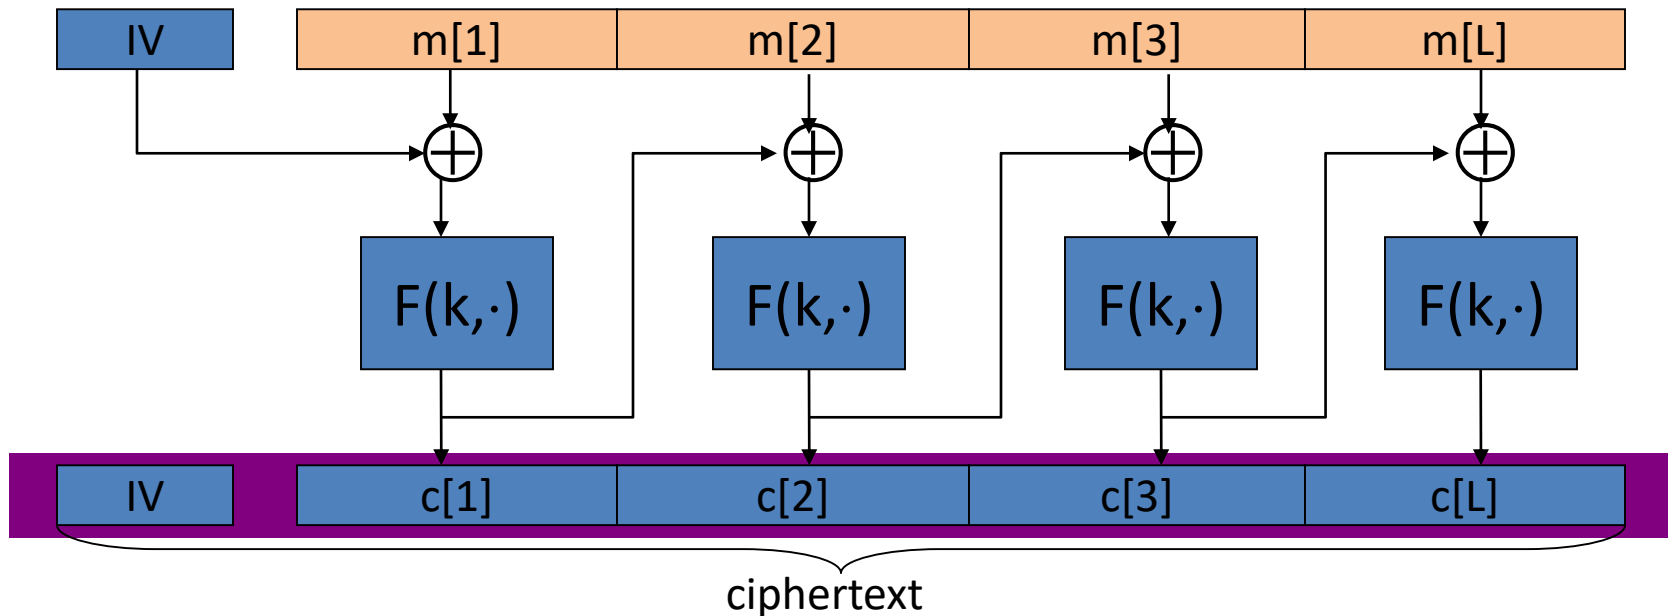 IV m[1] m[2] m[3] m[L]
F(k,·) F(k,·) F(k,·) F(k,·)
IV c[1] c[2] c[3] c[L]
ciphertext